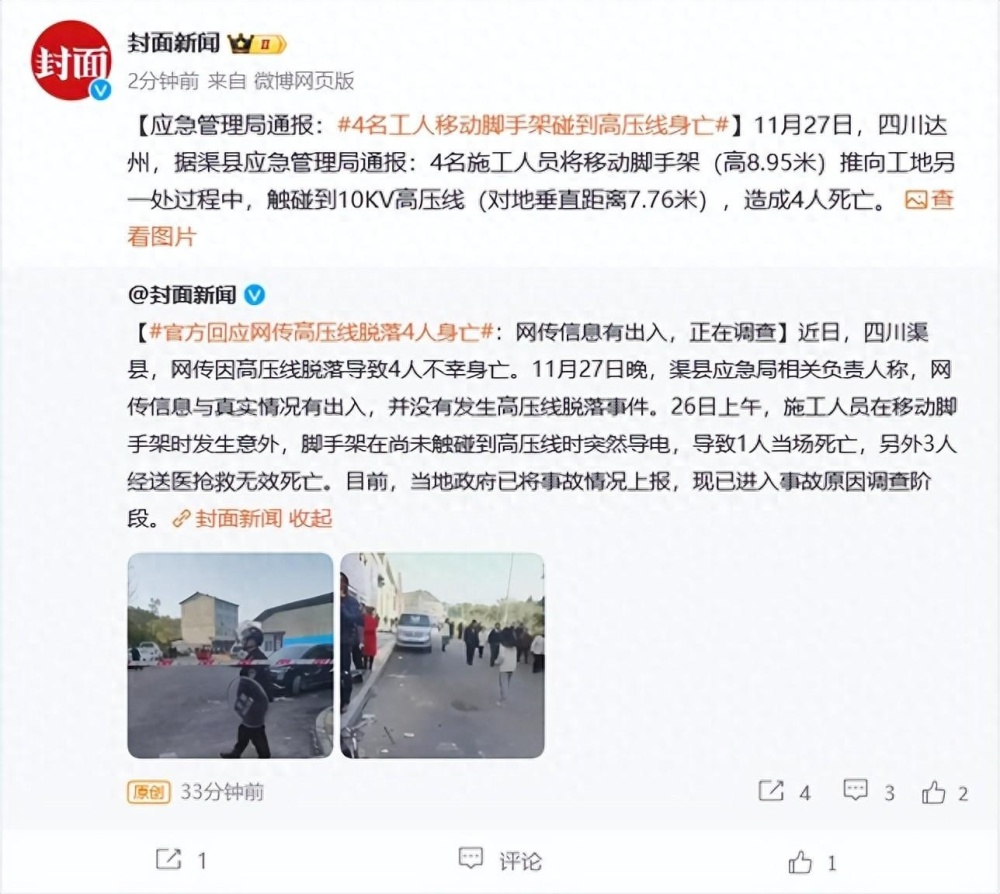 封面
封面新闻 II
2分钟前 来自 微博网页版
【应急管理局通报：#4名工人移动脚手架碰到高压线身亡#】11月27日，四川达
州，据渠县应急管理局通报：4名施工人员将移动脚手架（高8.95米）推向工地另
一处过程中，触碰到10KV高压线（对地垂直距离7.76米），造成4人死亡。 查
看图片
@封面新闻
【#官方回应网传高压线脱落4人身亡#：网传信息有出入，正在调查】近日，四川渠
县，网传因高压线脱落导致4人不幸身亡。11月27日晚，渠县应急局相关负责人称，网
传信息与真实情况有出入，并没有发生高压线脱落事件。26日上午，施工人员在移动脚
手架时发生意外，脚手架在尚未触碰到高压线时突然导电，导致1人当场死亡，另外3人
经送医抢救无效死亡。目前，当地政府已将事故情况上报，现已进入事故原因调查阶
段。 封面新闻 收起
原创 33分钟前 4 3 2
1 评论 1